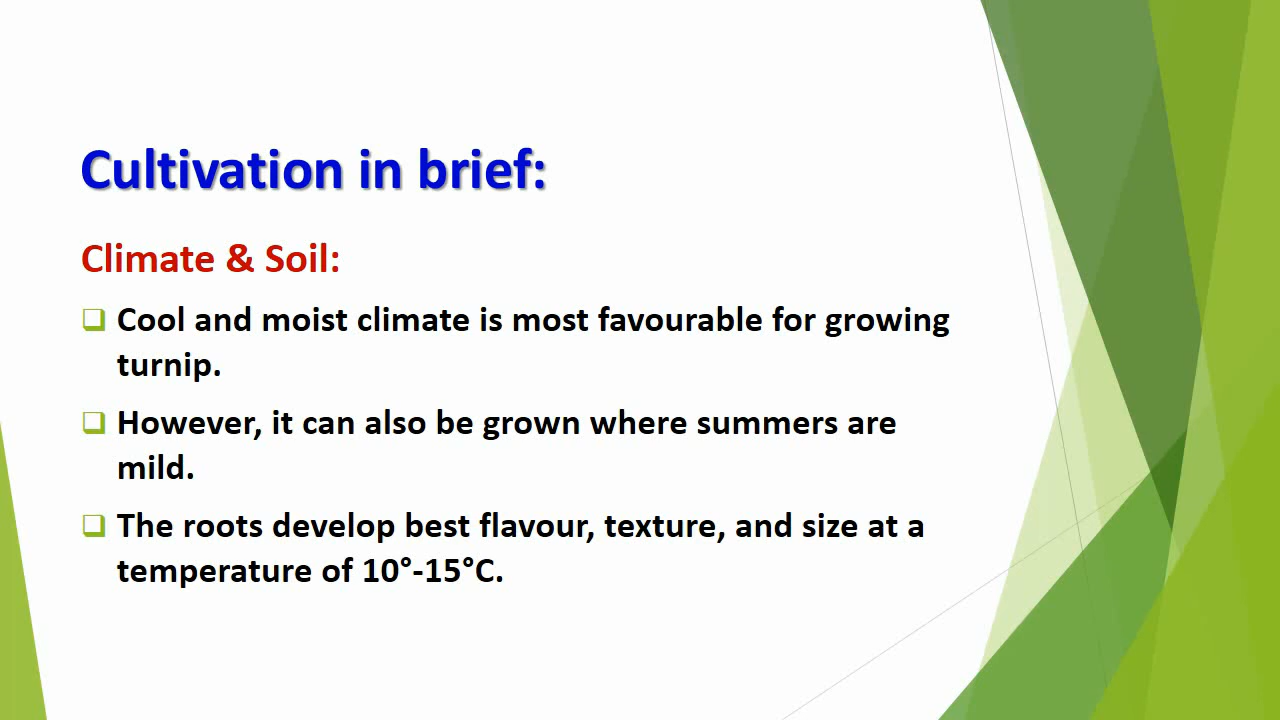 Cultivation in brief:
Climate & Soil:
Cool and moist climate is most favourable for growing
turnip.
However, it can also be grown where summers are
mild.
The roots develop best flavour, texture, and size at a
temperature of 10°-15°C.